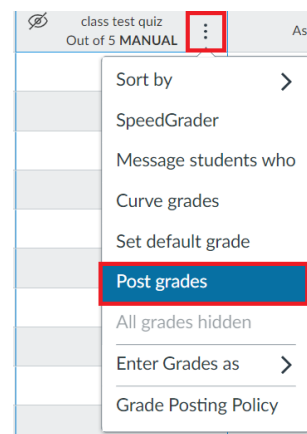 class test quiz
Out of 5 MANUAL
As
Sort by
SpeedGrader
Message students who
Curve grades
Set default grade
Post grades
All grades hidden
Enter Grades as
Grade Posting Policy